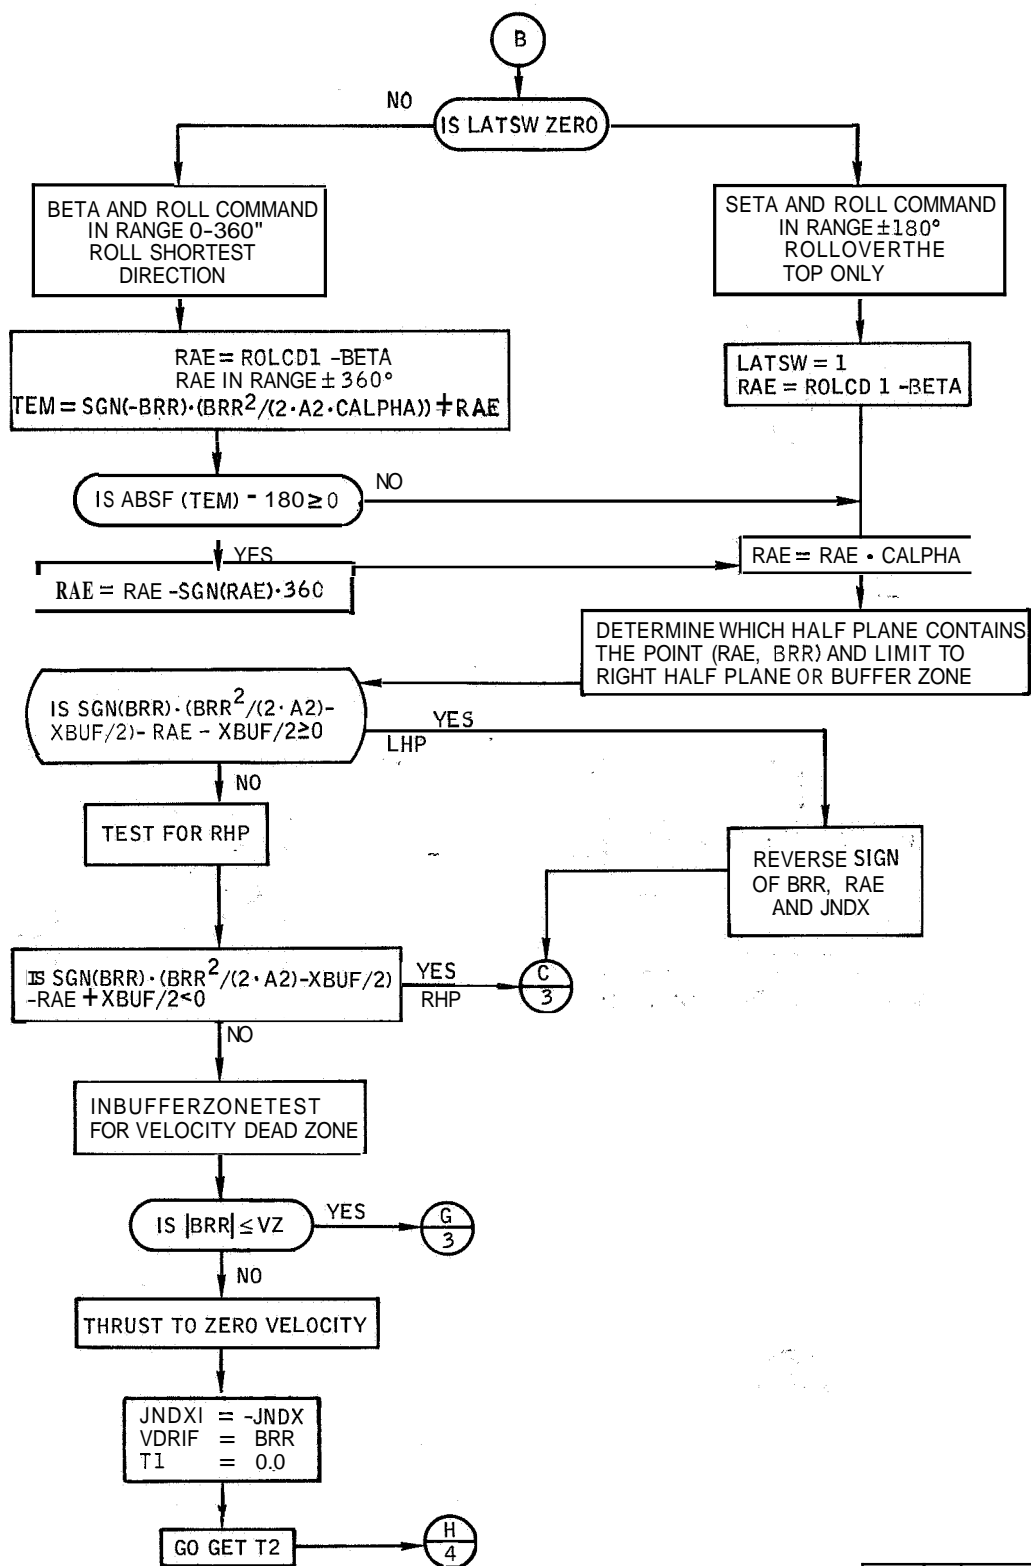 B
NO
IS LATSW ZERO
BETA AND ROLL COMMAND
IN RANGE 0-360"
ROLL SHORTEST
DIRECTION
SETA AND ROLL COMMAND
IN RANGE ±180°
ROLLOVERTHE
TOP ONLY
RAE = ROLCD1 -BETA
RAE IN RANGE ± 360°
TEM = SGN(-BRR)·(BRR²/(2·A2·CALPHA)) + RAE
LATSW = 1
RAE = ROLCD 1 -BETA
IS ABSF (TEM) - 180 ≥ 0
NO
YES
RAE = RAE -SGN(RAE)·360
RAE = RAE • CALPHA
DETERMINE WHICH HALF PLANE CONTAINS
THE POINT (RAE, BRR) AND LIMIT TO
RIGHT HALF PLANE OR BUFFER ZONE
IS SGN(BRR)·(BRR²/(2·A2)-
XBUF/2)- RAE - XBUF/2≥0
YES
LHP
NO
TEST FOR RHP
REVERSE SIGN
OF BRR, RAE
AND JNDX
IS SGN(BRR)·(BRR²/(2·A2)-XBUF/2)
-RAE +XBUF/2<0
YES
RHP
C
3
NO
INBUFFERZONETEST
FOR VELOCITY DEAD ZONE
IS |BRR| ≤ VZ
YES
G
3
NO
THRUST TO ZERO VELOCITY
JNDXI = -JNDX
VDRIF = BRR
T1 = 0.0
GO GET T2
H
4